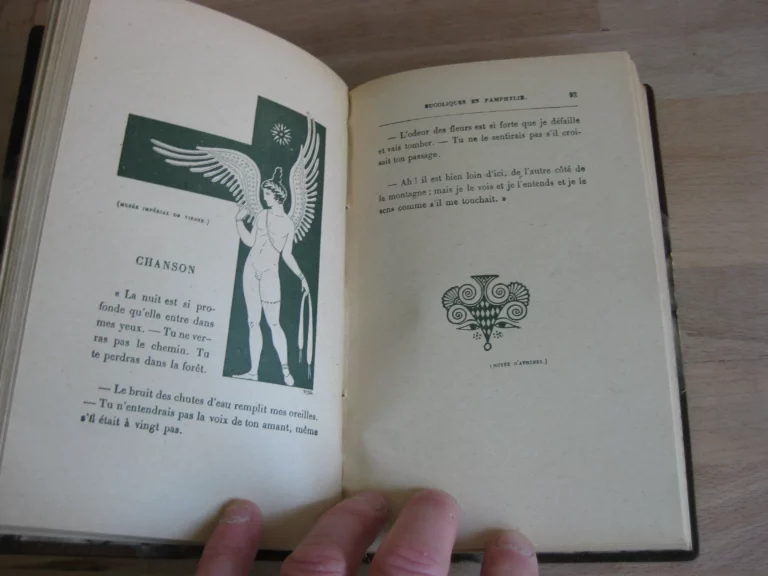 (MUSÉE IMPÉRIAL DE VIENNE.)
CHANSON
« La nuit est si pro-
fonde qu'elle entre dans
mes yeux. — Tu ne ver-
ras pas le chemin. Tu
te perdras dans la forêt.
— Le bruit des chutes d'eau remplit mes oreilles.
— Tu n'entendrais pas la voix de ton amant, même
s'il était à vingt pas.
BUCOLIQUES EN PAMPHYLIE.
— L'odeur des fleurs est si forte que je défaille
et vais tomber. — Tu ne le sentirais pas s'il croi-
sait ton passage.
— Ah ! il est bien loin d'ici, de l'autre côté de
la montagne ; mais je le vois et je l'entends et je le
sens comme s'il me touchait. »
(MUSÉE D'ATHÈNES.)